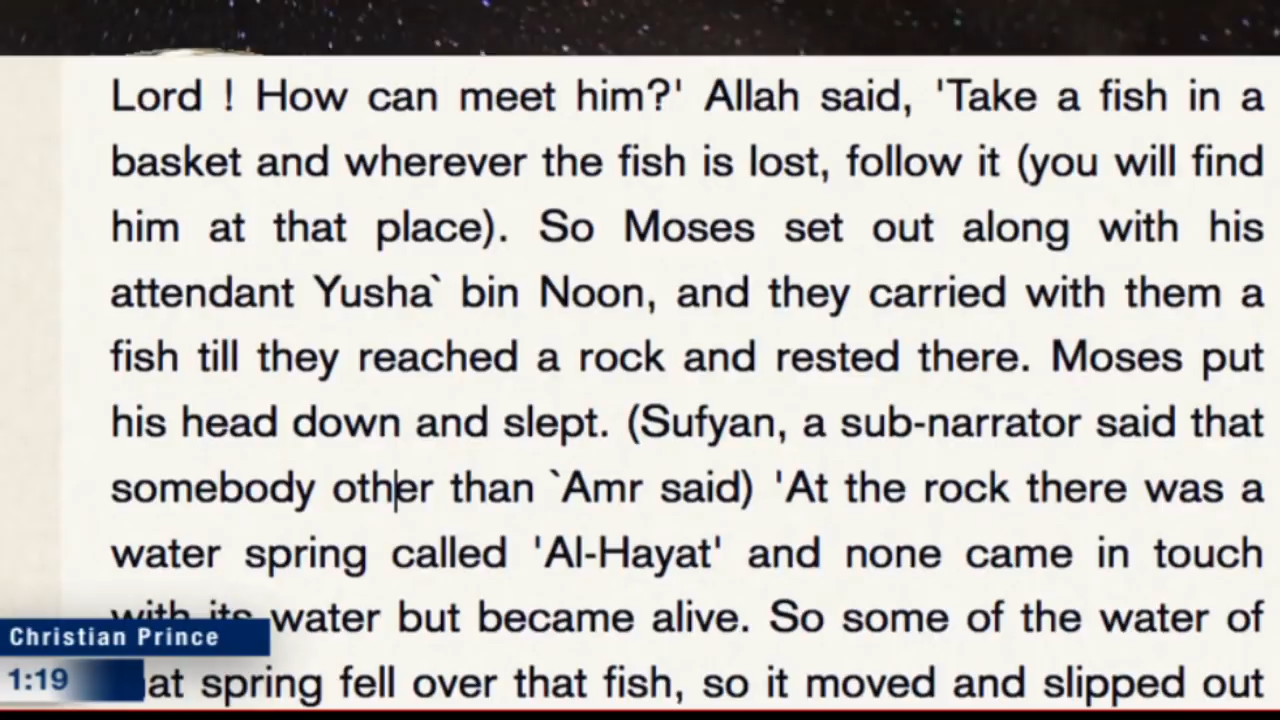 Lord ! How can meet him?' Allah said, 'Take a fish in a
basket and wherever the fish is lost, follow it (you will find
him at that place). So Moses set out along with his
attendant Yusha` bin Noon, and they carried with them a
fish till they reached a rock and rested there. Moses put
his head down and slept. (Sufyan, a sub-narrator said that
somebody other than `Amr said) 'At the rock there was a
water spring called 'Al-Hayat' and none came in touch
with its water but became alive. So some of the water of
Christian Prince
at spring fell over that fish, so it moved and slipped out
1:19